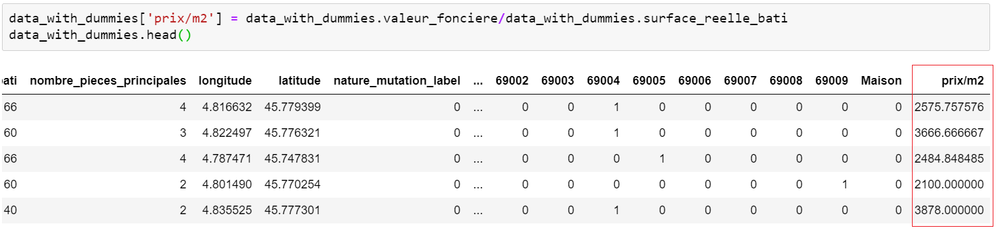 data_with_dummies['prix/m2'] = data_with_dummies.valeur_fonciere/data_with_dummies.surface_reelle_bati
data_with_dummies.head()
ati nombre_pieces_principales longitude latitude nature_mutation_label ... 69002 69003 69004 69005 69006 69007 69008 69009 Maison prix/m2
66 4 4.816632 45.779399 0 ... 0 0 1 0 0 0 0 0 0 2575.757576
60 3 4.822497 45.776321 0 ... 0 0 1 0 0 0 0 0 0 3666.666667
66 4 4.787471 45.747831 0 ... 0 0 0 1 0 0 0 0 0 2484.848485
60 2 4.801490 45.770254 0 ... 0 0 0 0 0 0 0 1 0 2100.000000
40 2 4.835525 45.777301 0 ... 0 0 1 0 0 0 0 0 0 3878.000000